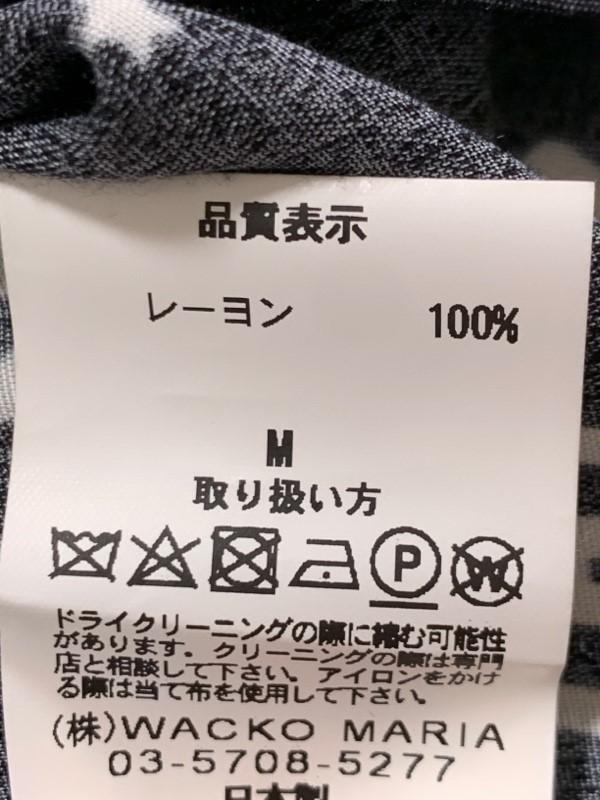 品質表示
レーヨン 100%
M
取り扱い方
P W
ドライクリーニングの際に縮む可能性
があります。クリーニングの際は専門
店と相談して下さい。アイロンをかけ
る際は当て布を使用して下さい。
(株)WACKO MARIA
03-5708-5277
日本製